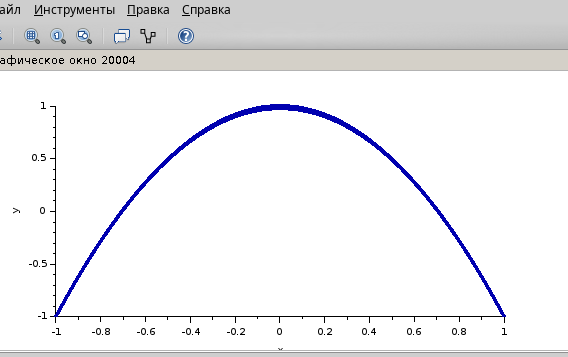 айл Инструменты Правка Справка
афическое окно 20004
1
0.5
y
0
-0.5
-1
-1 -0.8 -0.6 -0.4 -0.2 0 0.2 0.4 0.6 0.8 1